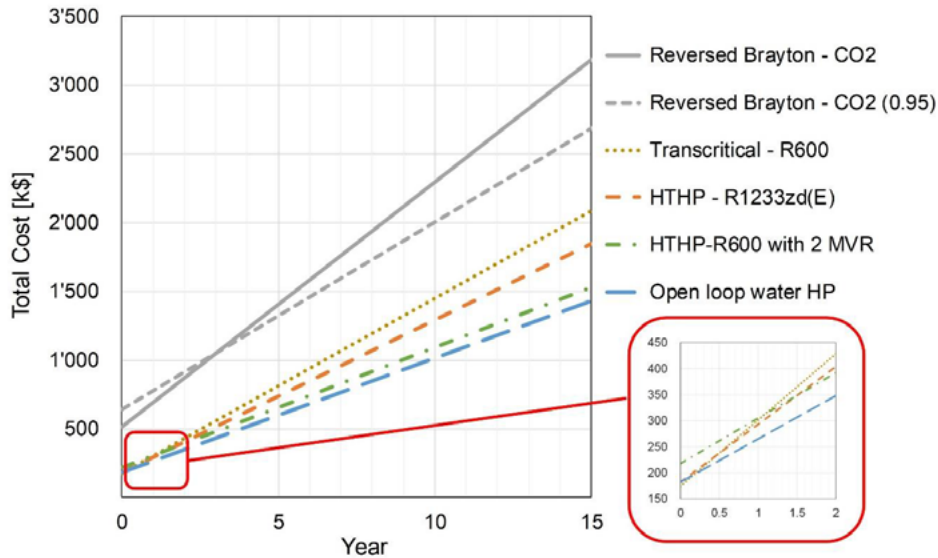 3'500
3'000
2'500
2'000
1'500
1'000
500
Total Cost [k$]
0
5
10
15
Year
Reversed Brayton - CO2
Reversed Brayton - CO2 (0.95)
Transcritical - R600
HTHP - R1233zd(E)
HTHP-R600 with 2 MVR
Open loop water HP
450
400
350
300
250
200
150
0
0.5
1
1.5
2